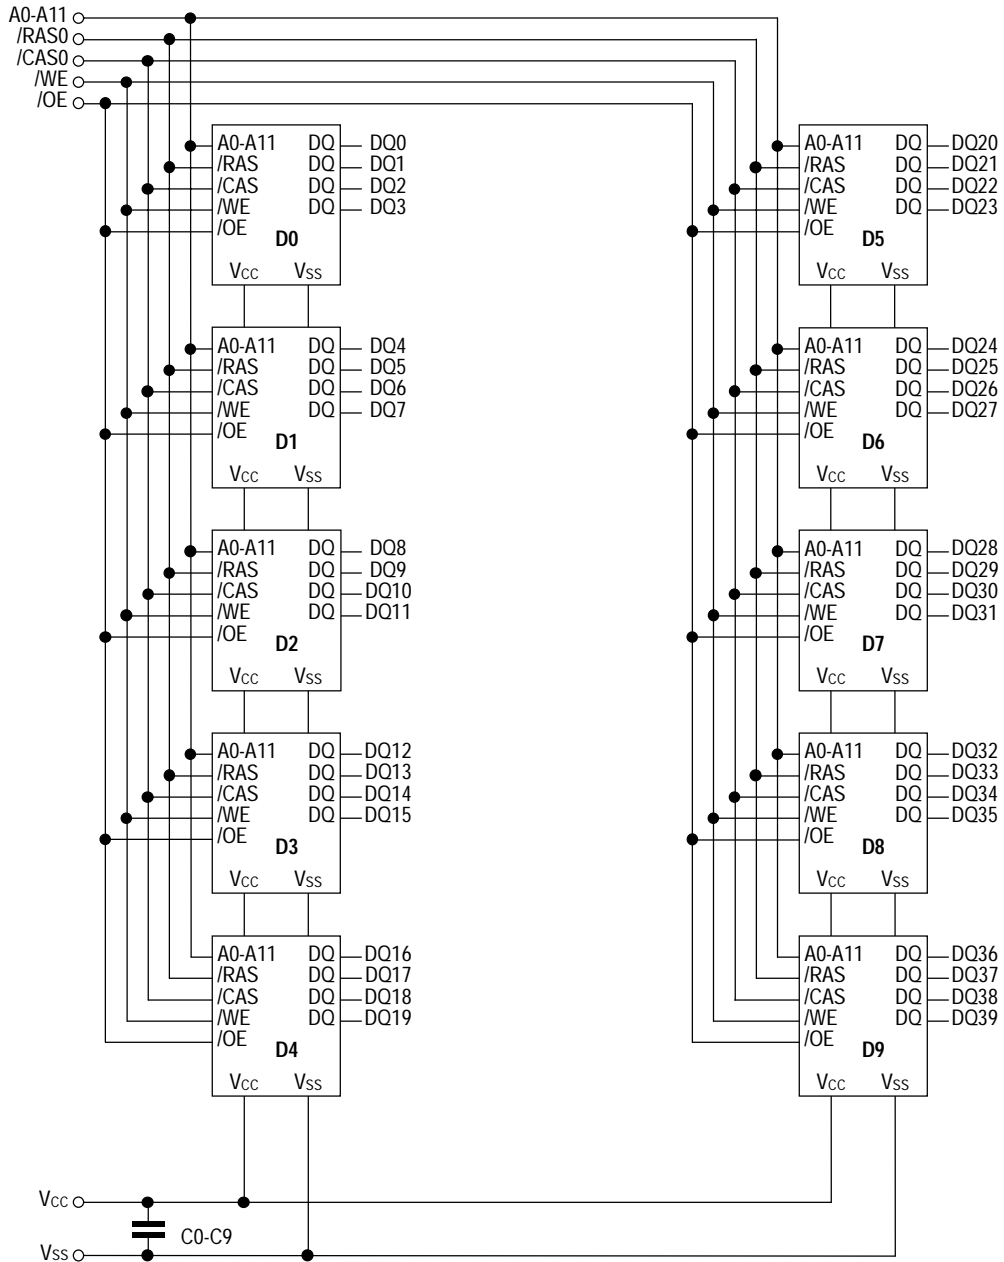 A0-A11
/RAS0
/CAS0
/WE
/OE
A0-A11 DQ DQ0
/RAS DQ DQ1
/CAS DQ DQ2
/WE DQ DQ3
/OE
D0
VCC VSS
A0-A11 DQ DQ4
/RAS DQ DQ5
/CAS DQ DQ6
/WE DQ DQ7
/OE
D1
VCC VSS
A0-A11 DQ DQ8
/RAS DQ DQ9
/CAS DQ DQ10
/WE DQ DQ11
/OE
D2
VCC VSS
A0-A11 DQ DQ12
/RAS DQ DQ13
/CAS DQ DQ14
/WE DQ DQ15
/OE
D3
VCC VSS
A0-A11 DQ DQ16
/RAS DQ DQ17
/CAS DQ DQ18
/WE DQ DQ19
/OE
D4
VCC VSS
A0-A11 DQ DQ20
/RAS DQ DQ21
/CAS DQ DQ22
/WE DQ DQ23
/OE
D5
VCC VSS
A0-A11 DQ DQ24
/RAS DQ DQ25
/CAS DQ DQ26
/WE DQ DQ27
/OE
D6
VCC VSS
A0-A11 DQ DQ28
/RAS DQ DQ29
/CAS DQ DQ30
/WE DQ DQ31
/OE
D7
VCC VSS
A0-A11 DQ DQ32
/RAS DQ DQ33
/CAS DQ DQ34
/WE DQ DQ35
/OE
D8
VCC VSS
A0-A11 DQ DQ36
/RAS DQ DQ37
/CAS DQ DQ38
/WE DQ DQ39
/OE
D9
VCC VSS
VCC
C0-C9
VSS